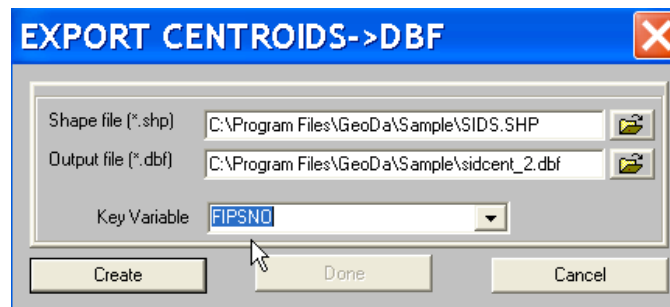 EXPORT CENTROIDS->DBF
Shape file (*.shp) C:\Program Files\GeoDa\Sample\SIDS.SHP
Output file (*.dbf) C:\Program Files\GeoDa\Sample\sidcent_2.dbf
Key Variable FIPSNO
Create Done Cancel